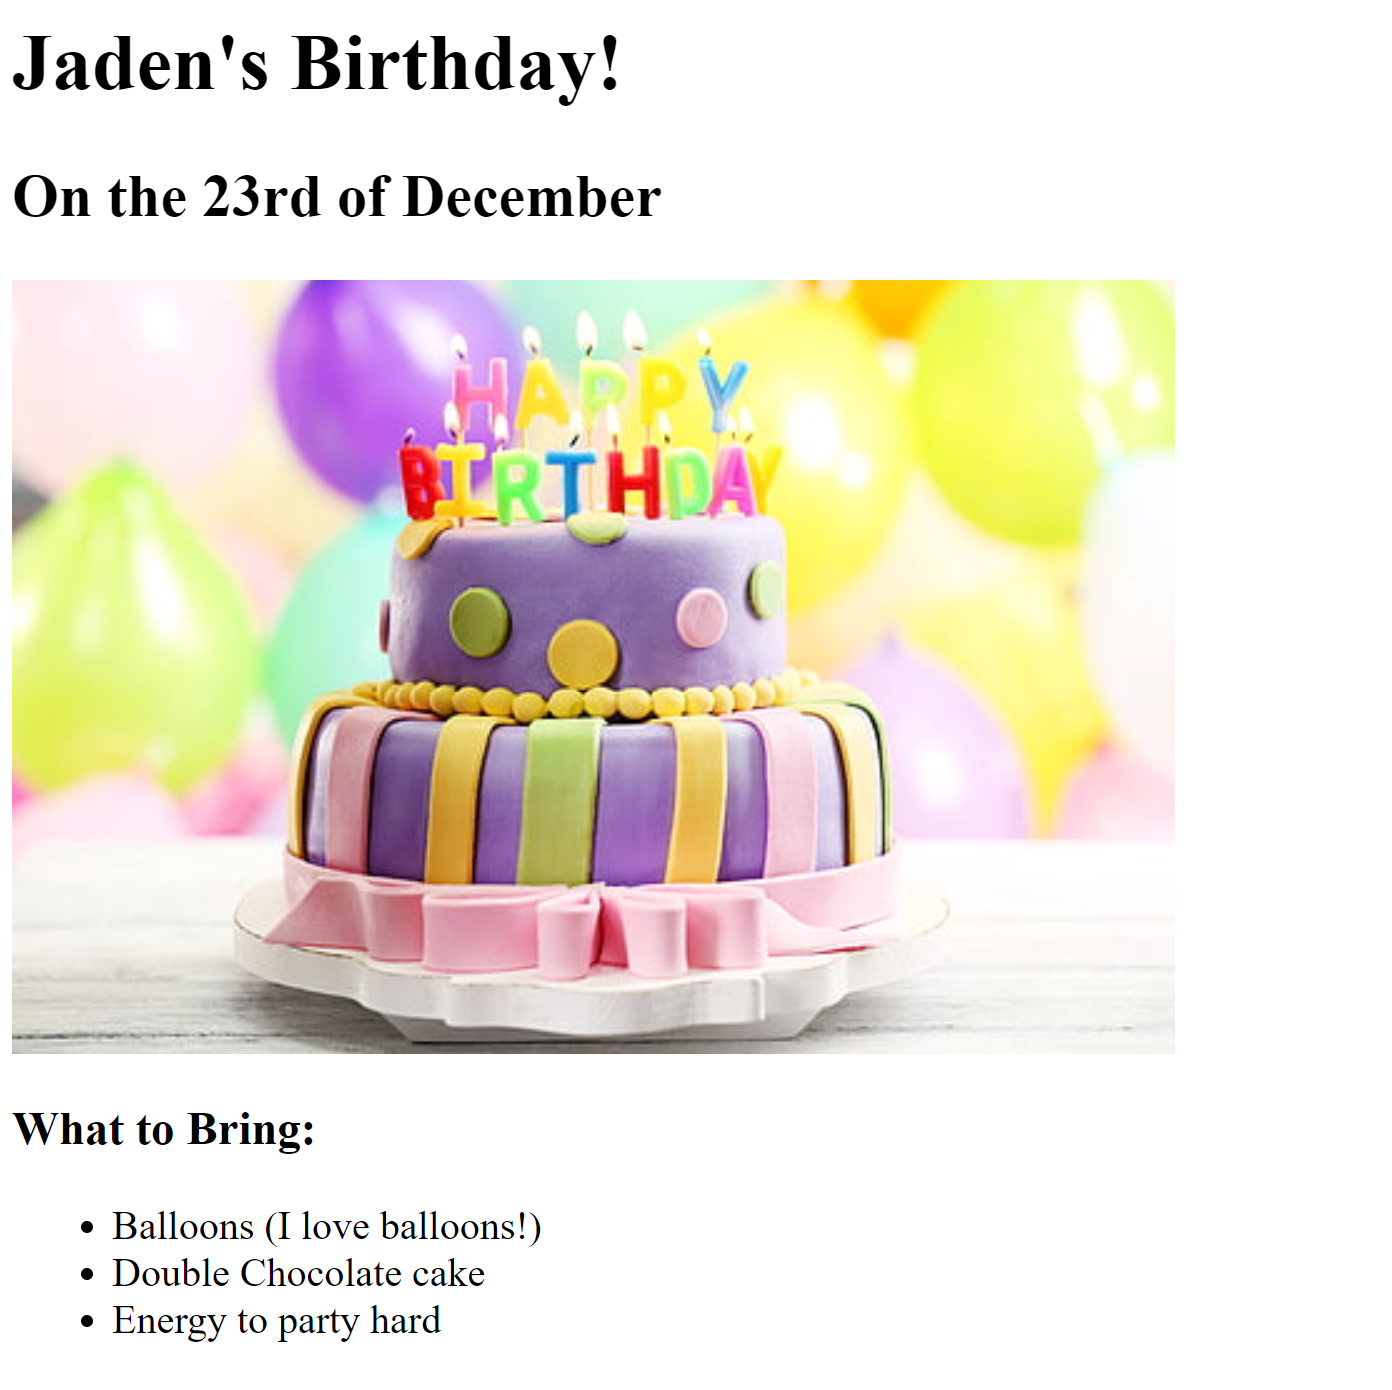 Jaden's Birthday!
On the 23rd of December
HAPPY
BIRTHDAY
What to Bring:
Balloons (I love balloons!)
Double Chocolate cake
Energy to party hard